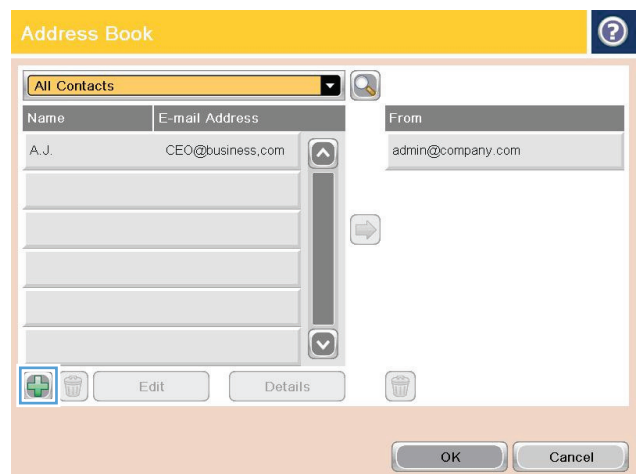 Address Book
?
All Contacts
Name E-mail Address From
A.J. CEO@business,com admin@company.com
Edit Details
OK Cancel